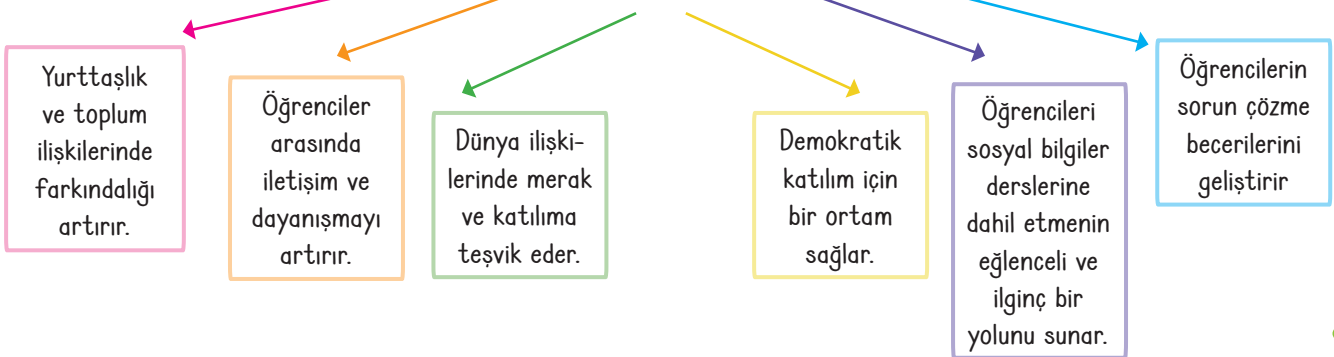 Yurttaşlık
ve toplum
ilişkilerinde
farkındalığı
artırır.
Öğrenciler
arasında
iletişim ve
dayanışmayı
artırır.
Dünya ilişki-
lerinde merak
ve katılıma
teşvik eder.
Demokratik
katılım için
bir ortam
sağlar.
Öğrencileri
sosyal bilgiler
derslerine
dahil etmenin
eğlenceli ve
ilginç bir
yolunu sunar.
Öğrencilerin
sorun çözme
becerilerini
geliştirir